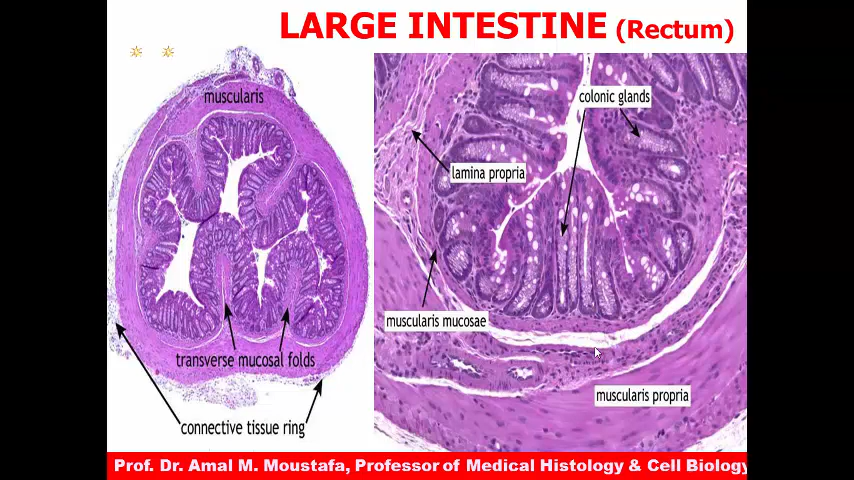 LARGE INTESTINE (Rectum)
muscularis
colonic glands
lamina propria
muscularis mucosae
transverse mucosal folds
muscularis propria
connective tissue ring
Prof. Dr. Amal M. Moustafa, Professor of Medical Histology & Cell Biology